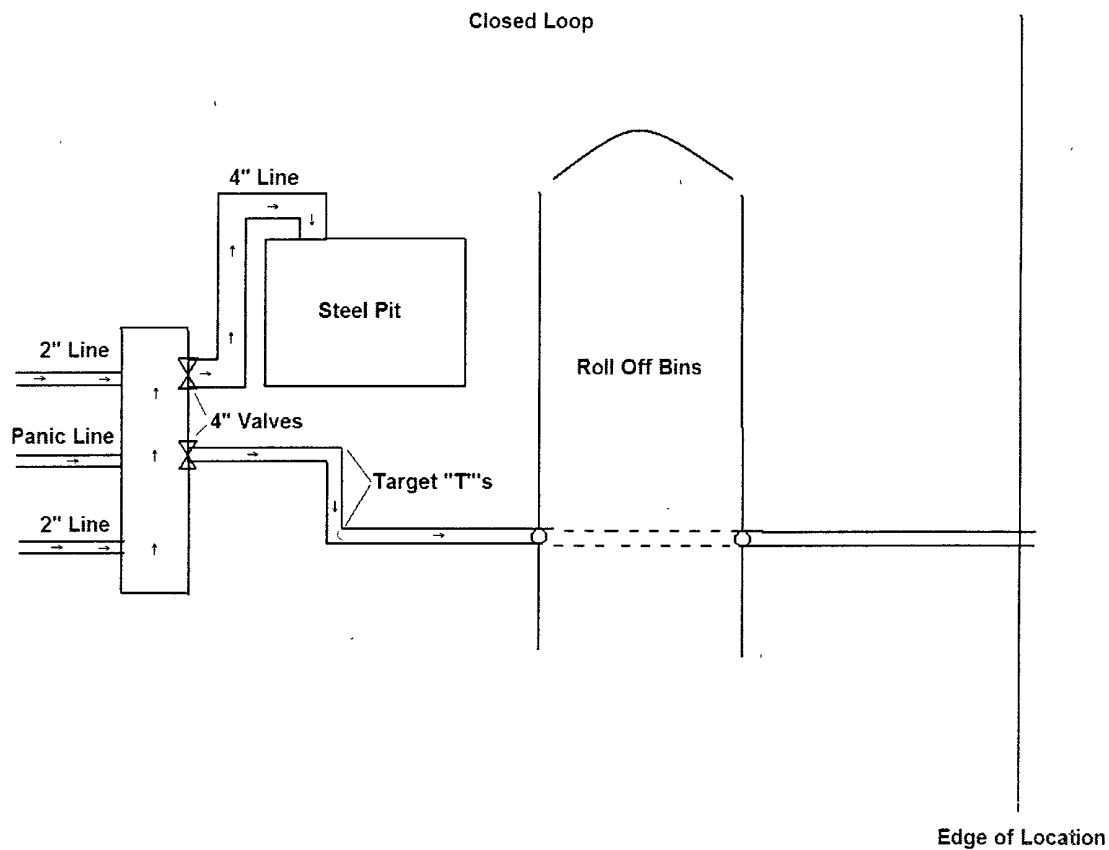 Closed Loop
4" Line
Steel Pit
2" Line
Roll Off Bins
4" Valves
Panic Line
Target "T"'s
2" Line
Edge of Location